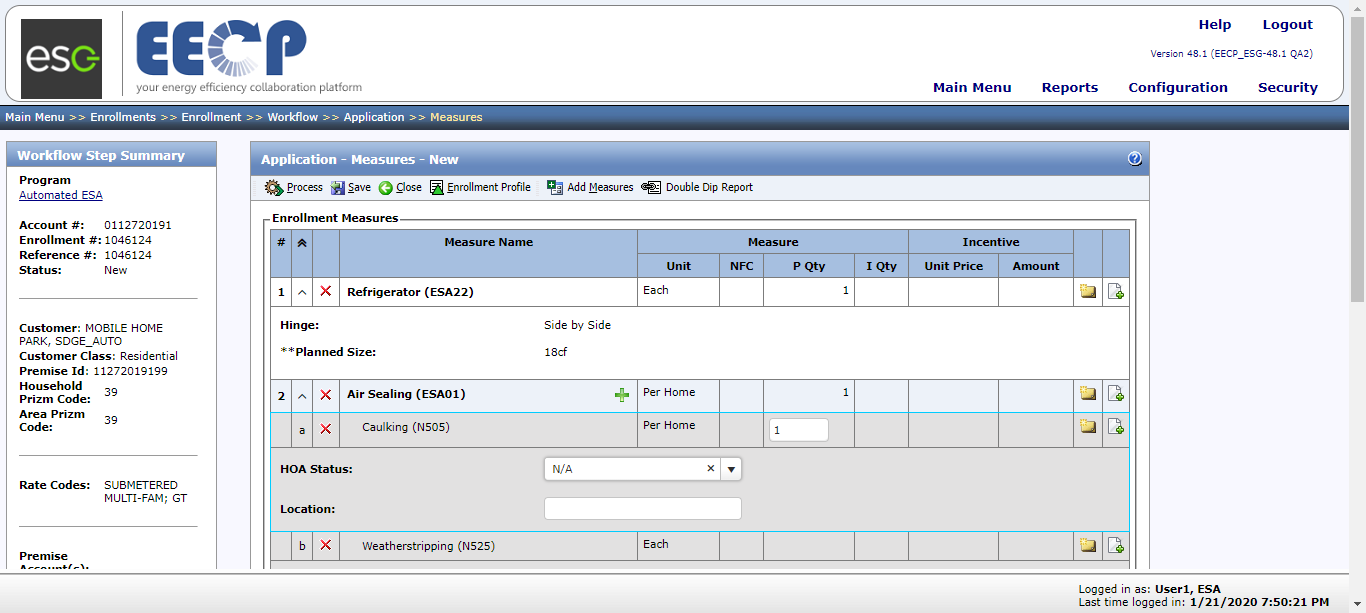 Help Logout
esg EECP
your energy efficiency collaboration platform
Version 48.1 (EECP_ESG-48.1 QA2)
Main Menu Reports Configuration Security
Main Menu >> Enrollments >> Enrollment >> Workflow >> Application >> Measures
Workflow Step Summary
Program
Automated ESA
Account #: 0112720191
Enrollment #: 1046124
Reference #: 1046124
Status: New
Customer: MOBILE HOME
PARK, SDGE_AUTO
Customer Class: Residential
Premise Id: 11272019199
Household
Prizm Code: 39
Area Prizm
Code: 39
Rate Codes: SUBMETERED
MULTI-FAM; GT
Premise
Account(s):
Application - Measures - New
Process Save Close Enrollment Profile Add Measures Double Dip Report
Enrollment Measures
# Measure Name Measure Incentive
Unit NFC P Qty I Qty Unit Price Amount
1 Refrigerator (ESA22) Each 1
Hinge: Side by Side
**Planned Size: 18cf
2 Air Sealing (ESA01) Per Home 1
a Caulking (N505) Per Home 1
HOA Status: N/A
Location:
b Weatherstripping (N525) Each
Logged in as: User1, ESA
Last time logged in: 1/21/2020 7:50:21 PM